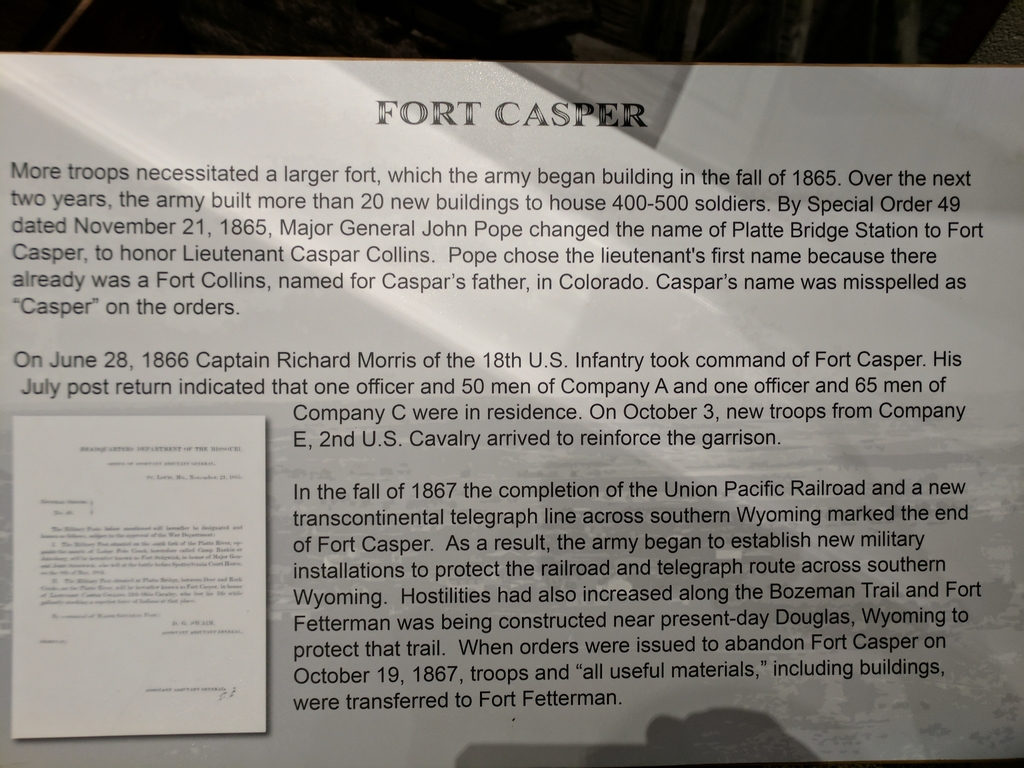 FORT CASPER
More troops necessitated a larger fort, which the army began building in the fall of 1865. Over the next
two years, the army built more than 20 new buildings to house 400-500 soldiers. By Special Order 49
dated November 21, 1865, Major General John Pope changed the name of Platte Bridge Station to Fort
Casper, to honor Lieutenant Caspar Collins. Pope chose the lieutenant's first name because there
already was a Fort Collins, named for Caspar's father, in Colorado. Caspar's name was misspelled as
"Casper" on the orders.
On June 28, 1866 Captain Richard Morris of the 18th U.S. Infantry took command of Fort Casper. His
July post return indicated that one officer and 50 men of Company A and one officer and 65 men of
Company C were in residence. On October 3, new troops from Company
E, 2nd U.S. Cavalry arrived to reinforce the garrison.
In the fall of 1867 the completion of the Union Pacific Railroad and a new
transcontinental telegraph line across southern Wyoming marked the end
of Fort Casper. As a result, the army began to establish new military
installations to protect the railroad and telegraph route across southern
Wyoming. Hostilities had also increased along the Bozeman Trail and Fort
Fetterman was being constructed near present-day Douglas, Wyoming to
protect that trail. When orders were issued to abandon Fort Casper on
October 19, 1867, troops and "all useful materials," including buildings,
were transferred to Fort Fetterman.
HEADQUARTERS DEPARTMENT OF THE MISSOURI,